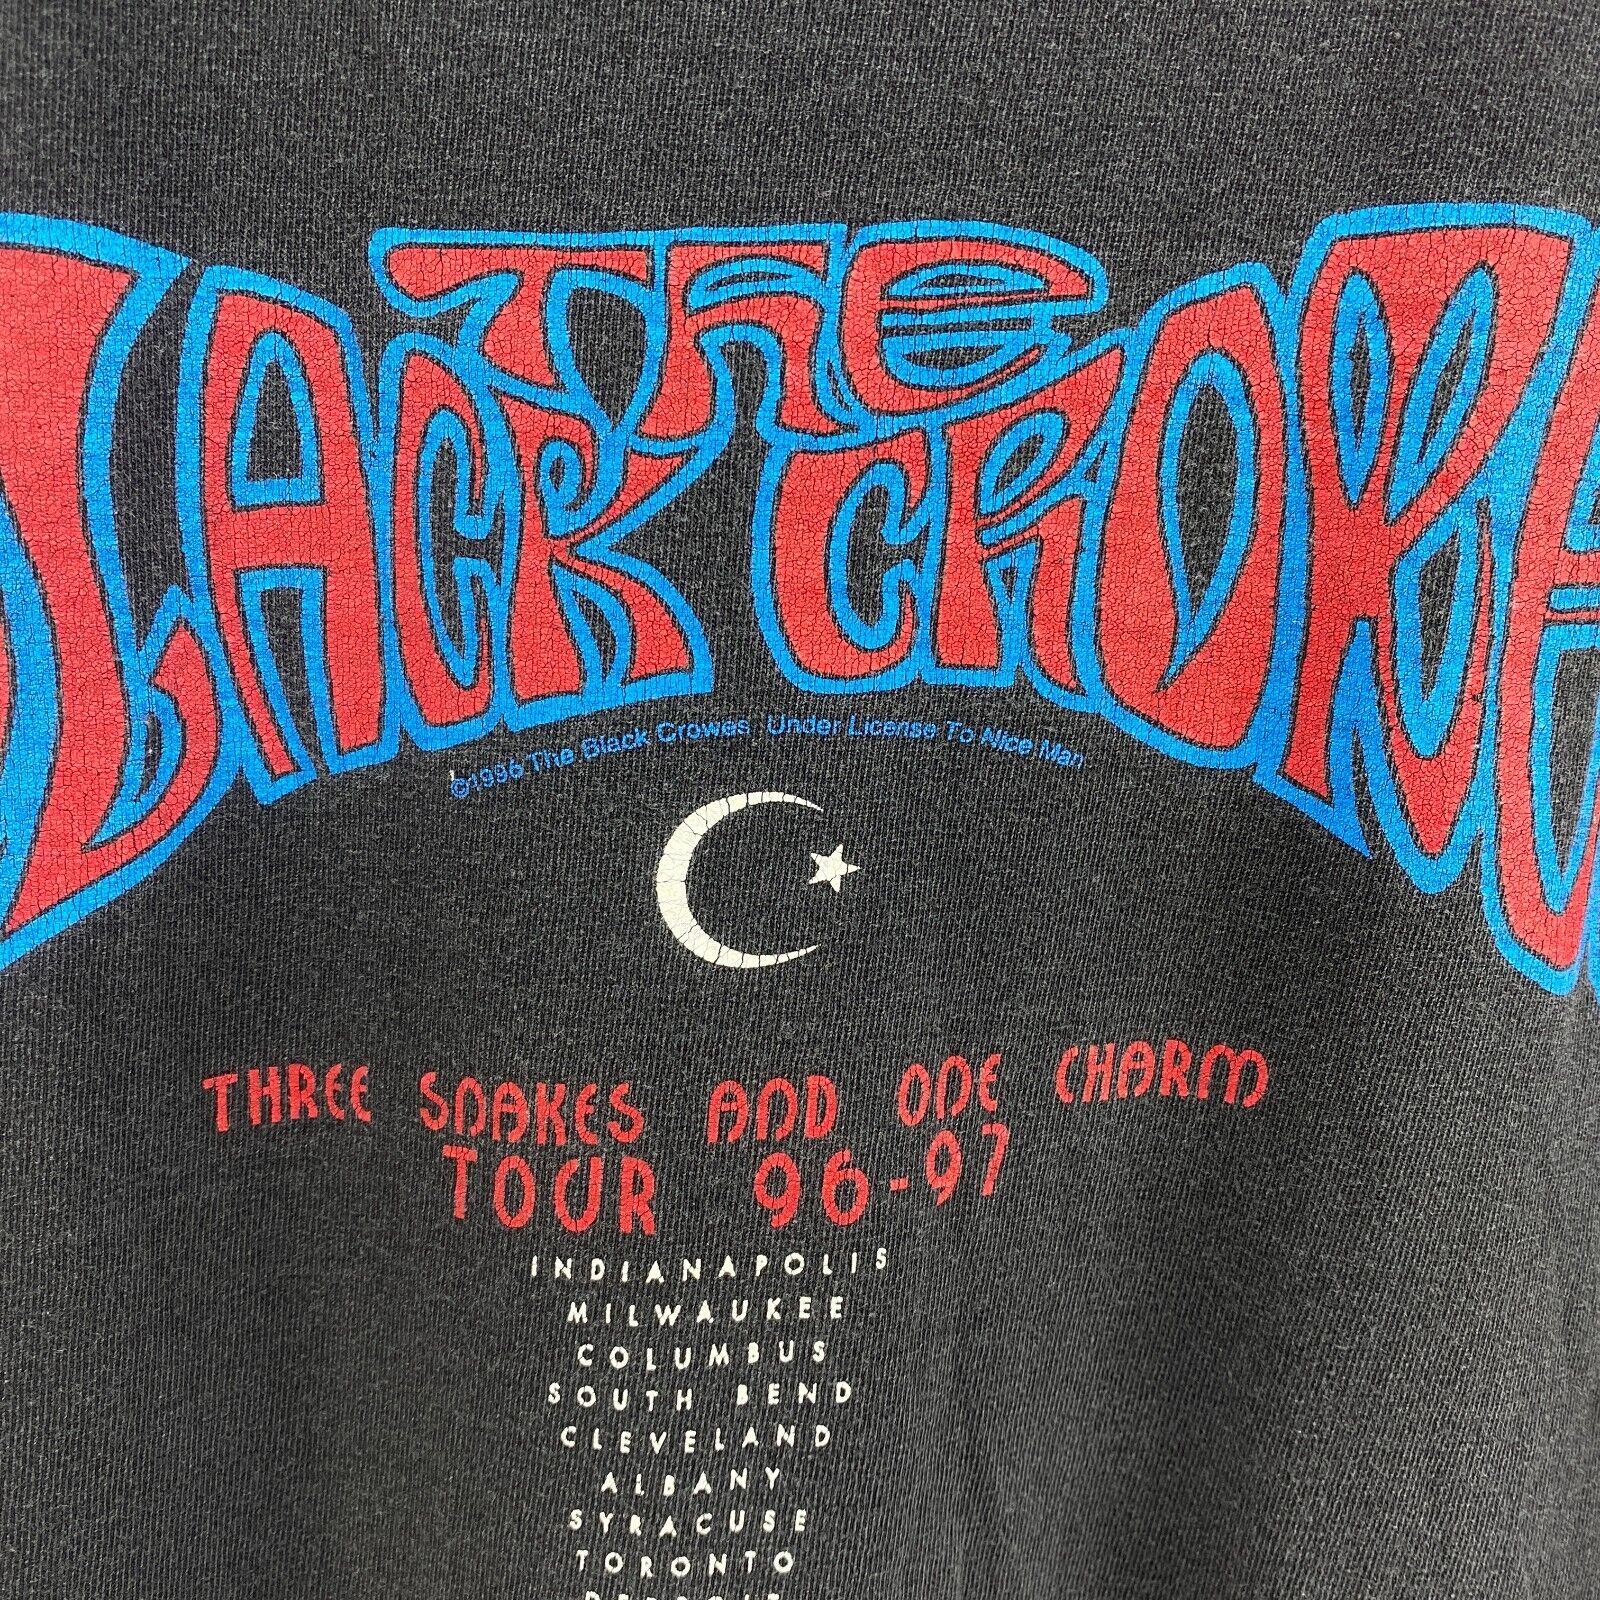 THE
BLACK CROWES
©1996 The Black Crowes Under License To Nice Man
THREE SNAKES AND ONE CHARM
TOUR 96-97
INDIANAPOLIS
MILWAUKEE
COLUMBUS
SOUTH BEND
CLEVELAND
ALBANY
SYRACUSE
TORONTO
DETROIT